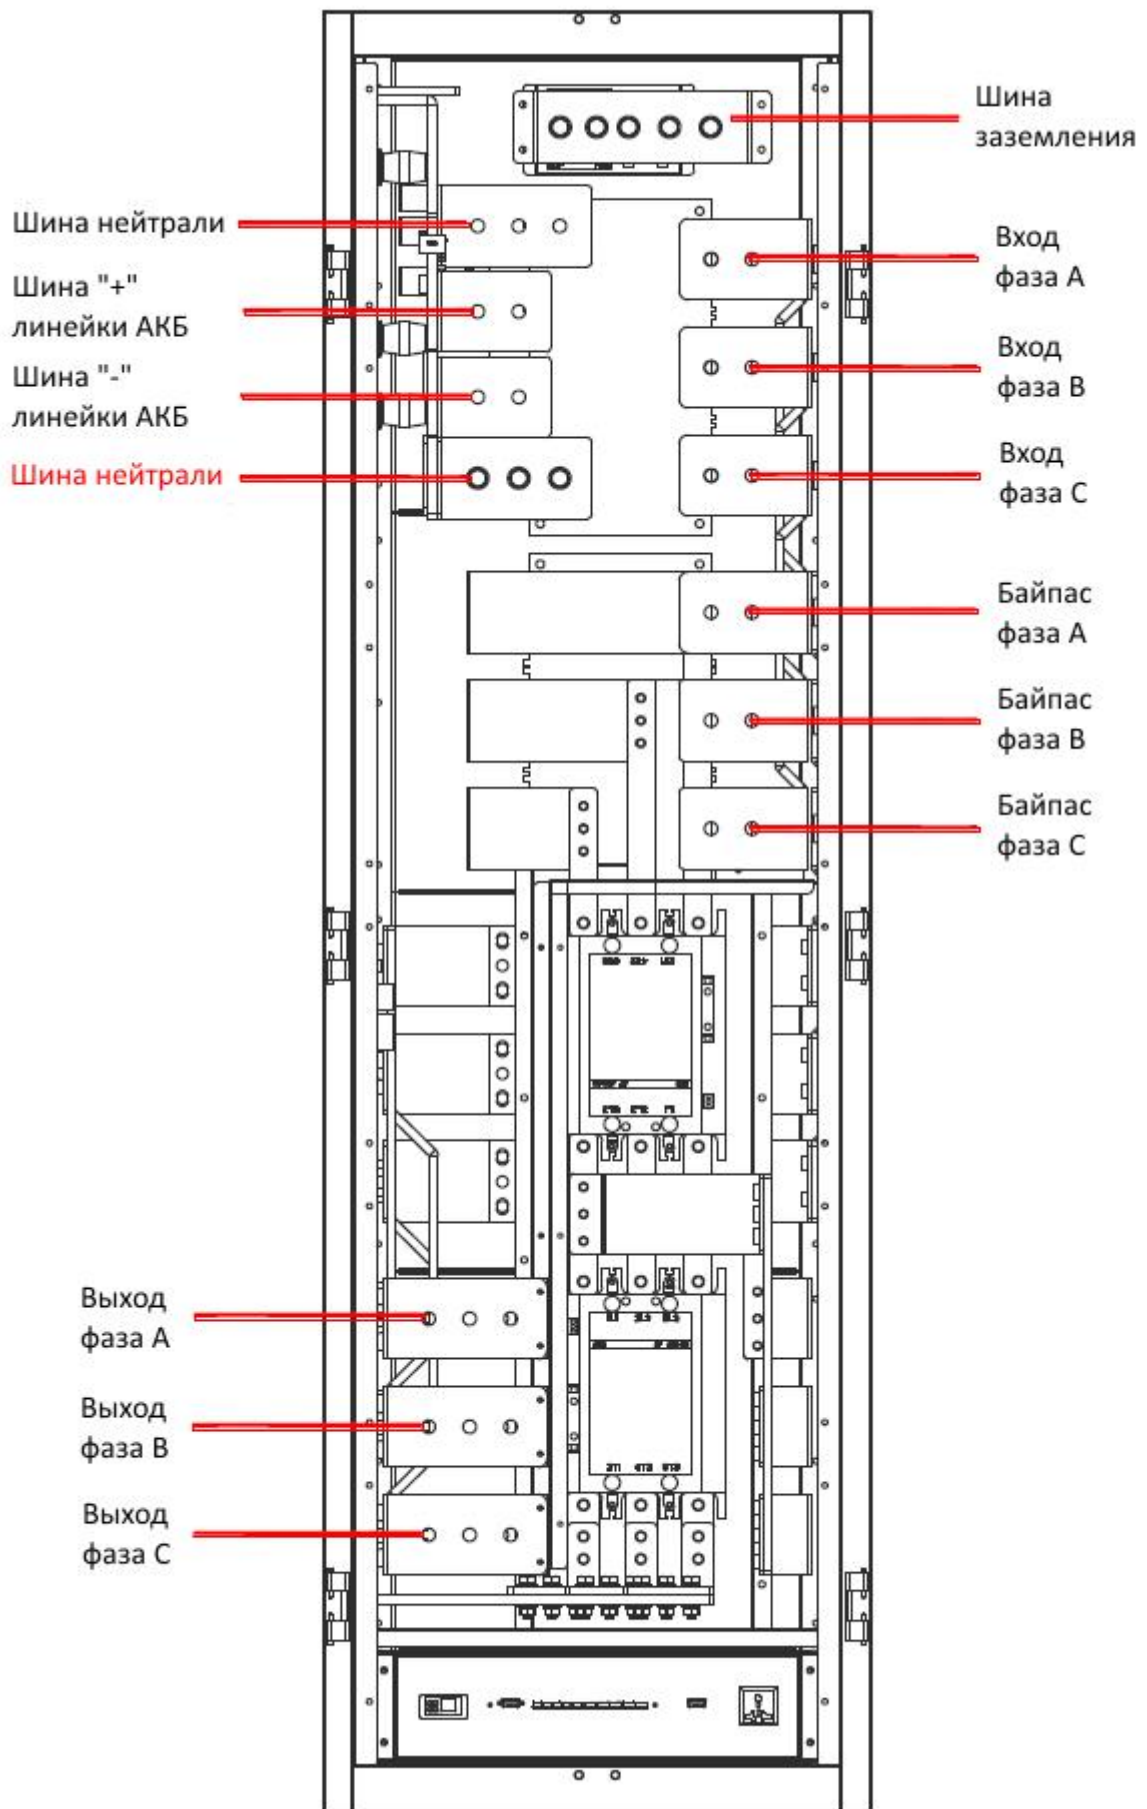 Шина
заземления
Шина нейтрали
Шина "+"
линейки АКБ
Шина "-"
линейки АКБ
Шина нейтрали
Вход
фаза А
Вход
фаза В
Вход
фаза С
Байпас
фаза А
Байпас
фаза В
Байпас
фаза С
Выход
фаза А
Выход
фаза В
Выход
фаза С